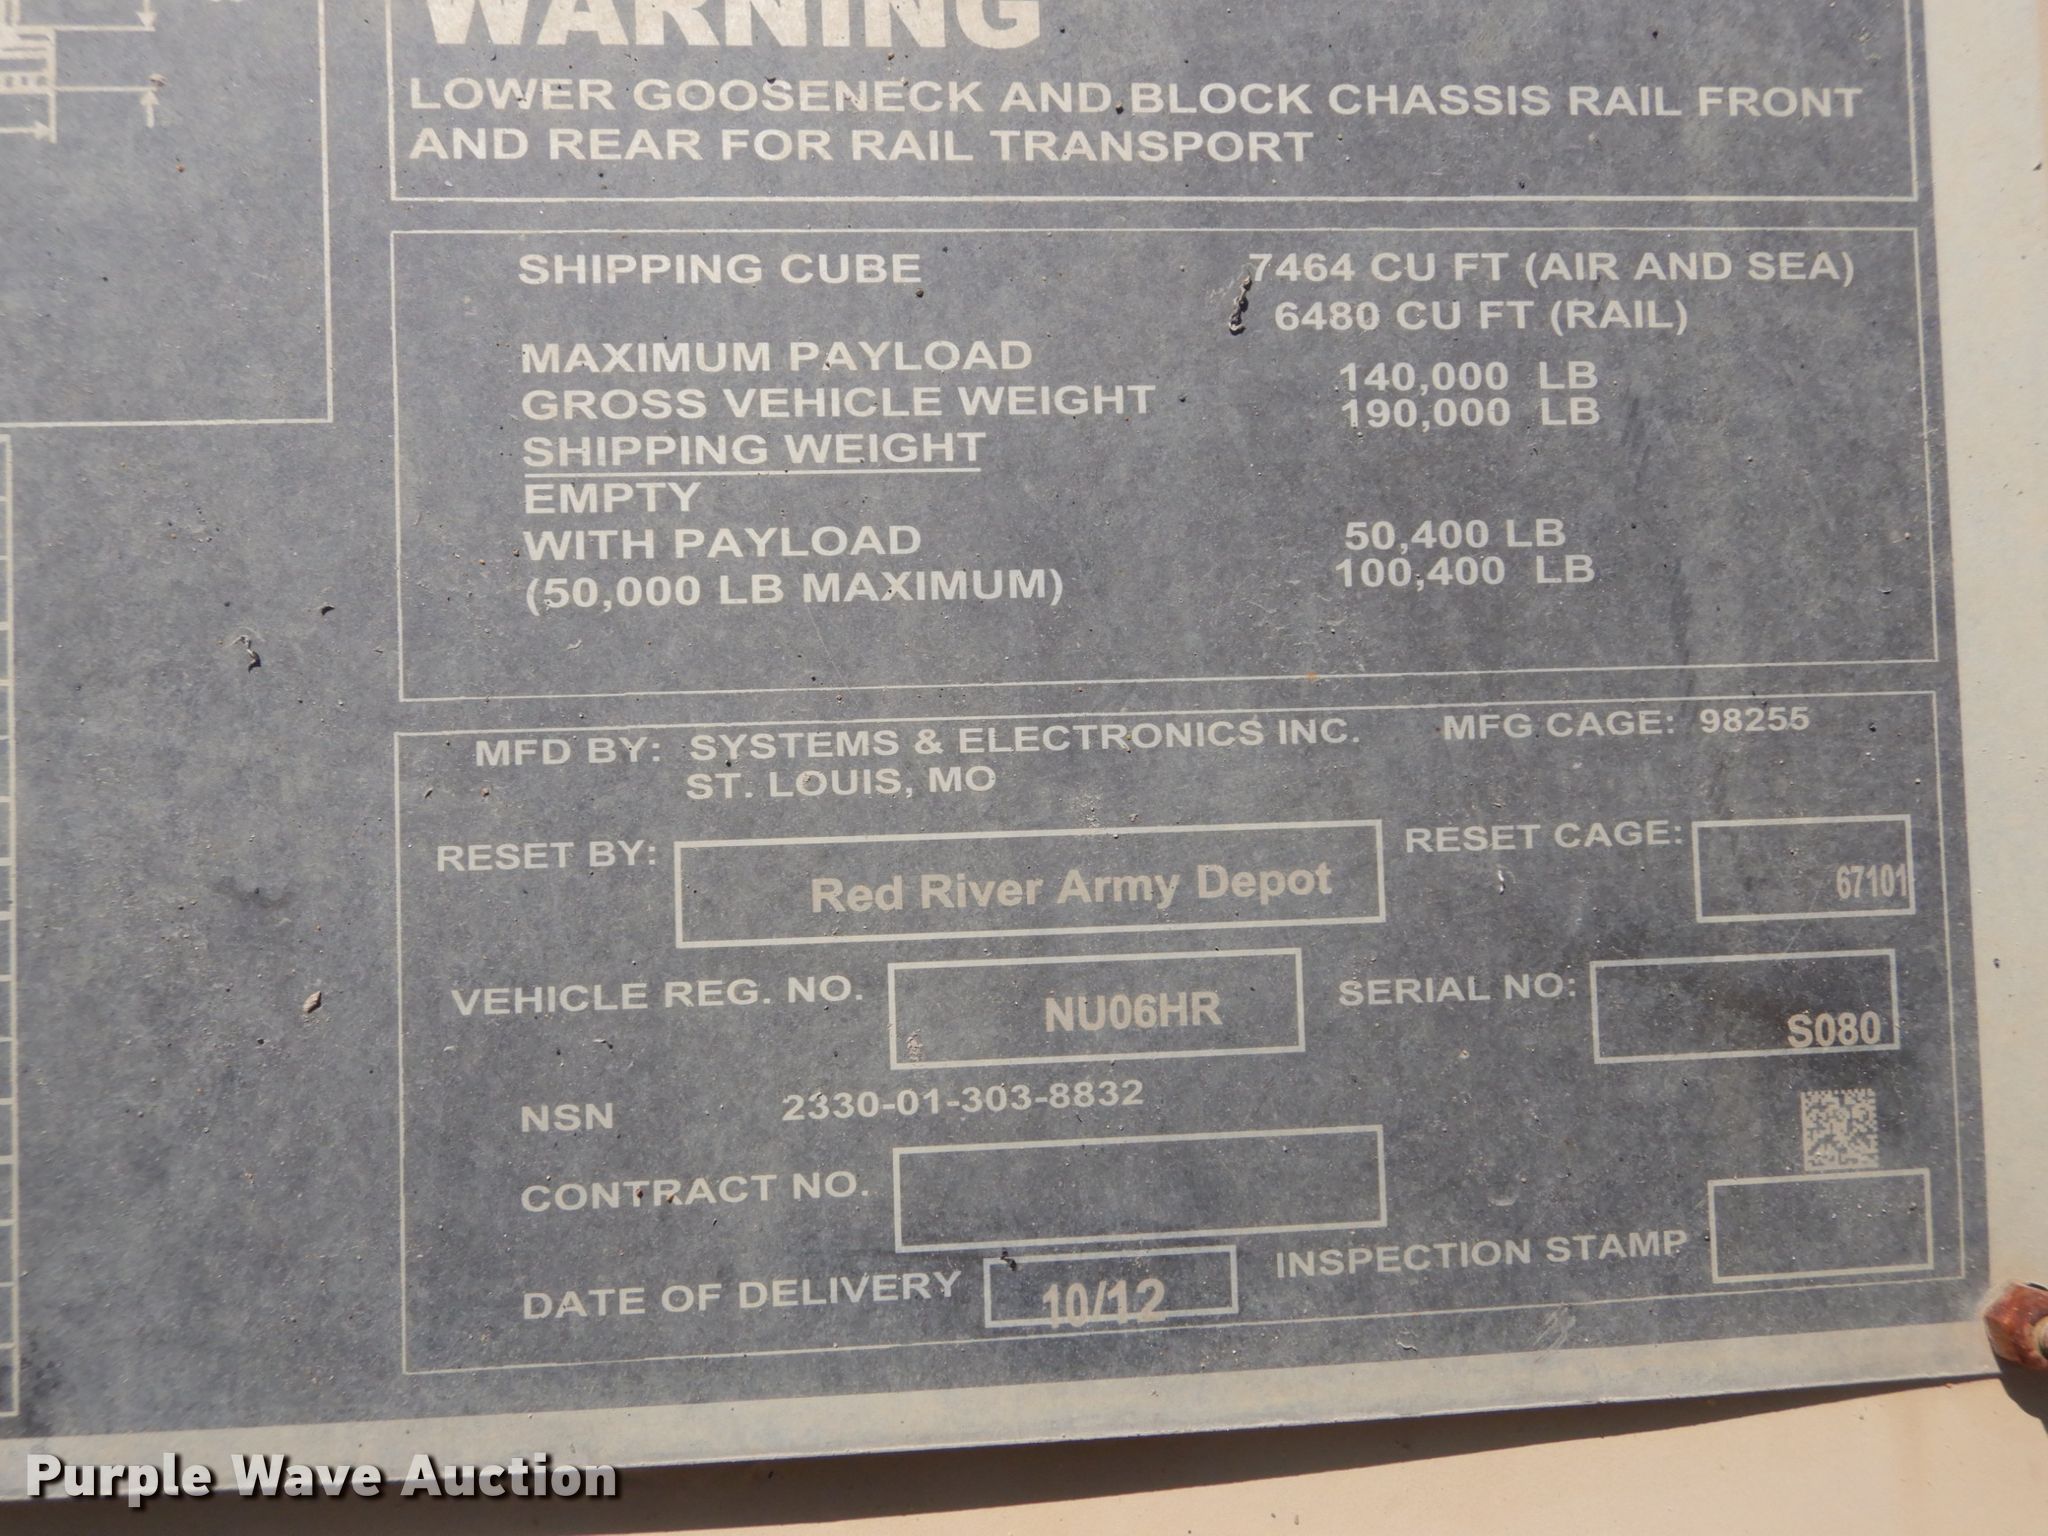 WARNING
LOWER GOOSENECK AND BLOCK CHASSIS RAIL FRONT
AND REAR FOR RAIL TRANSPORT
SHIPPING CUBE 7464 CU FT (AIR AND SEA)
6480 CU FT (RAIL)
MAXIMUM PAYLOAD 140,000 LB
GROSS VEHICLE WEIGHT 190,000 LB
SHIPPING WEIGHT
EMPTY 50,400 LB
WITH PAYLOAD 100,400 LB
(50,000 LB MAXIMUM)
MFD BY: SYSTEMS & ELECTRONICS INC. MFG CAGE: 98255
ST. LOUIS, MO
RESET BY: Red River Army Depot RESET CAGE: 67101
VEHICLE REG. NO. NU06HR SERIAL NO: S080
NSN 2330-01-303-8832
CONTRACT NO.
DATE OF DELIVERY 10/12 INSPECTION STAMP
Purple Wave Auction